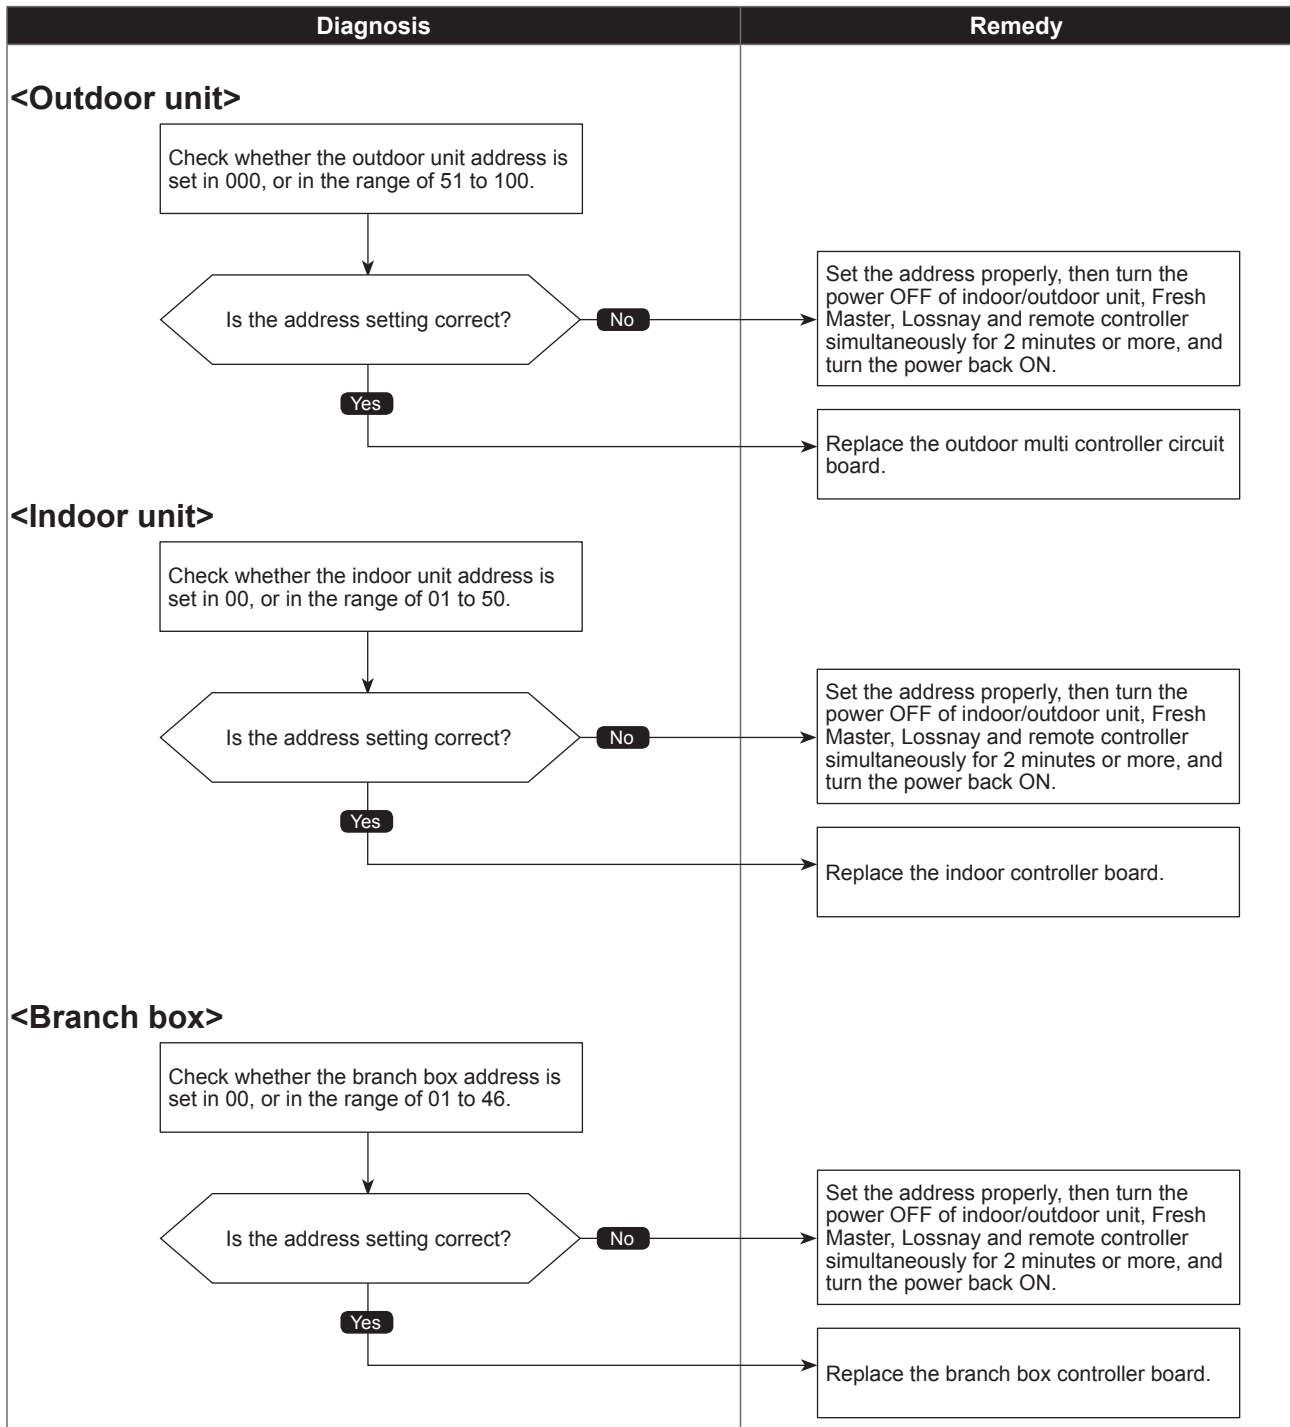 Diagnosis
Remedy
<Outdoor unit>
Check whether the outdoor unit address is
set in 000, or in the range of 51 to 100.
Is the address setting correct?
No
Set the address properly, then turn the
power OFF of indoor/outdoor unit, Fresh
Master, Lossnay and remote controller
simultaneously for 2 minutes or more, and
turn the power back ON.
Yes
Replace the outdoor multi controller circuit
board.
<Indoor unit>
Check whether the indoor unit address is
set in 00, or in the range of 01 to 50.
Is the address setting correct?
No
Set the address properly, then turn the
power OFF of indoor/outdoor unit, Fresh
Master, Lossnay and remote controller
simultaneously for 2 minutes or more, and
turn the power back ON.
Yes
Replace the indoor controller board.
<Branch box>
Check whether the branch box address is
set in 00, or in the range of 01 to 46.
Is the address setting correct?
No
Set the address properly, then turn the
power OFF of indoor/outdoor unit, Fresh
Master, Lossnay and remote controller
simultaneously for 2 minutes or more, and
turn the power back ON.
Yes
Replace the branch box controller board.